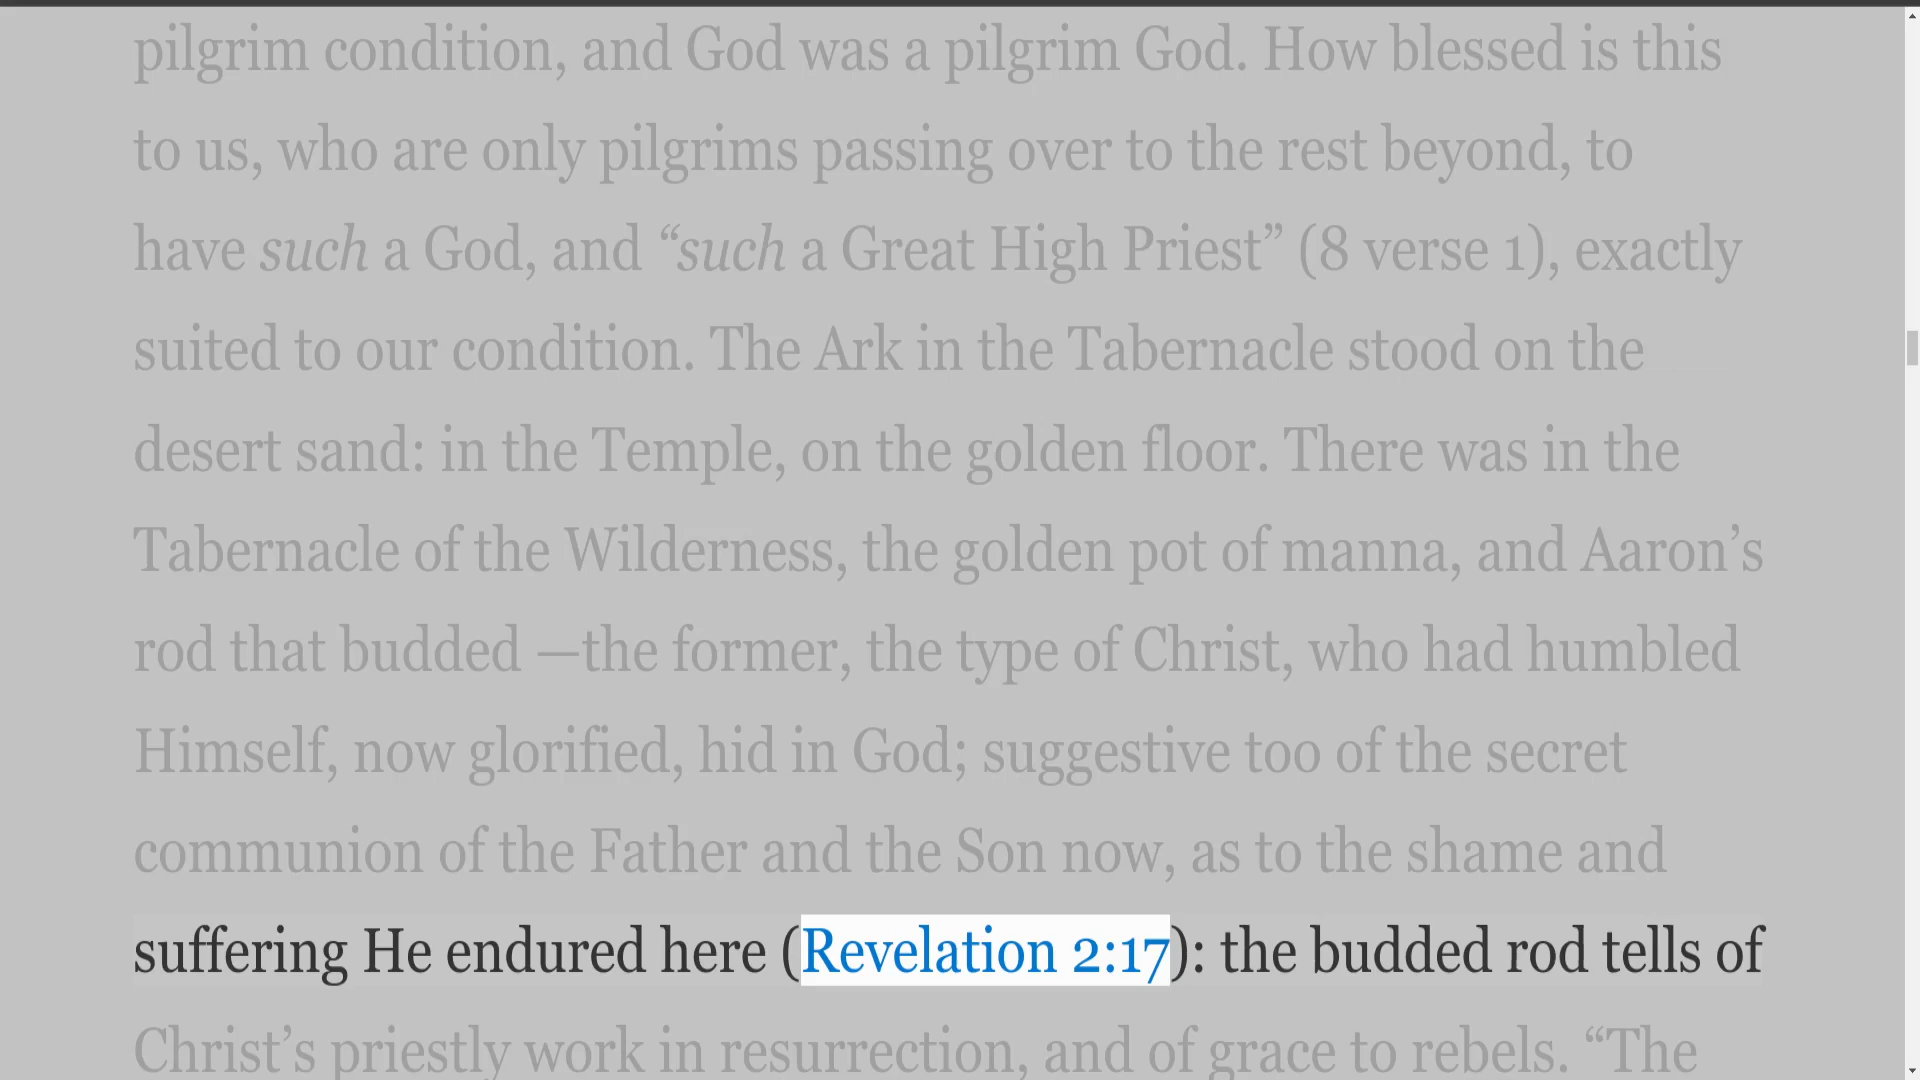 pilgrim condition, and God was a pilgrim God. How blessed is this
to us, who are only pilgrims passing over to the rest beyond, to
have such a God, and “such a Great High Priest” (8 verse 1), exactly
suited to our condition. The Ark in the Tabernacle stood on the
desert sand: in the Temple, on the golden floor. There was in the
Tabernacle of the Wilderness, the golden pot of manna, and Aaron’s
rod that budded —the former, the type of Christ, who had humbled
Himself, now glorified, hid in God; suggestive too of the secret
communion of the Father and the Son now, as to the shame and
suffering He endured here (Revelation 2:17): the budded rod tells of
Christ’s priestly work in resurrection, and of grace to rebels. “The